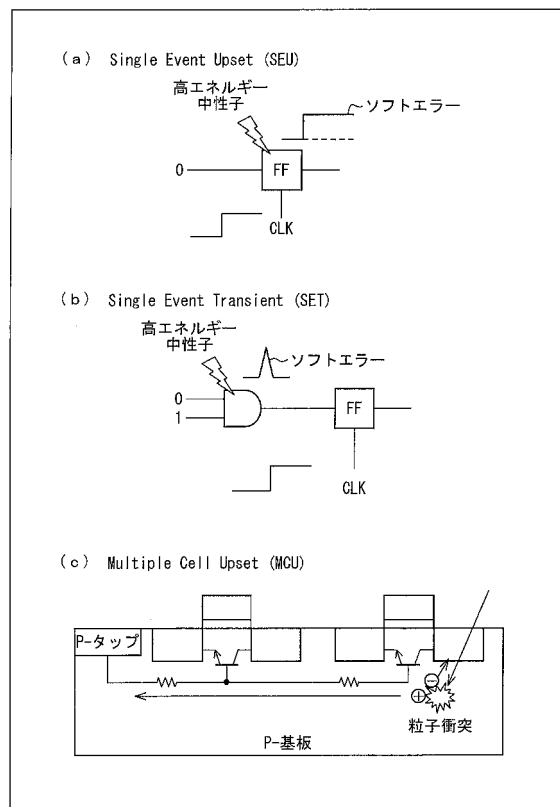 (a) Single Event Upset (SEU)
高エネルギー
中性子
ソフトエラー
0
FF
CLK
(b) Single Event Transient (SET)
高エネルギー
中性子
ソフトエラー
0
1
FF
CLK
(c) Multiple Cell Upset (MCU)
P-タップ
⊖
⊕
粒子衝突
P-基板